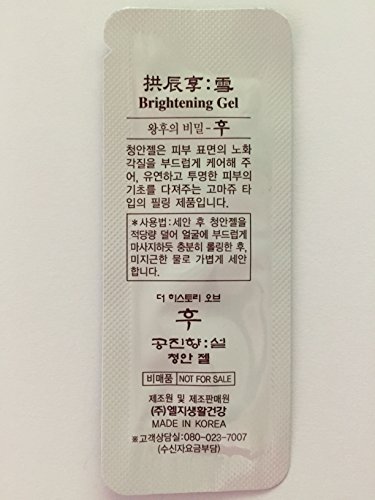 拱辰享:雪
Brightening Gel
왕후의 비밀-후
청안젤은 피부 표면의 노화
각질을 부드럽게 케어해 주
어, 유연하고 투명한 피부의
기초를 다져주는 고마쥬 타
입의 필링 제품입니다.
*사용법:세안 후 청안젤을
적당량 덜어 얼굴에 부드럽게
마사지하듯 충분히 롤링한 후,
미지근한 물로 가볍게 세안
합니다.
더 히스토리 오브
후
공진향:설
청안 젤
비매품 NOT FOR SALE
제조원 및 제조판매원
(주)엘지생활건강
MADE IN KOREA
※고객상담실:080-023-7007
(수신자요금부담)